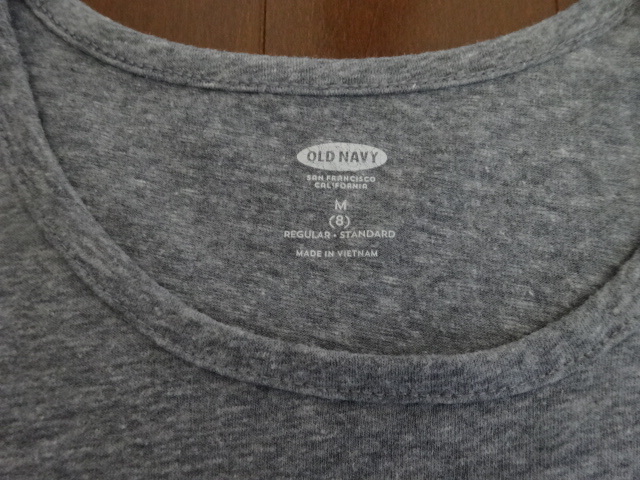 OLD NAVY
SAN FRANCISCO
CALIFORNIA
M
(8)
REGULAR • STANDARD
MADE IN VIETNAM